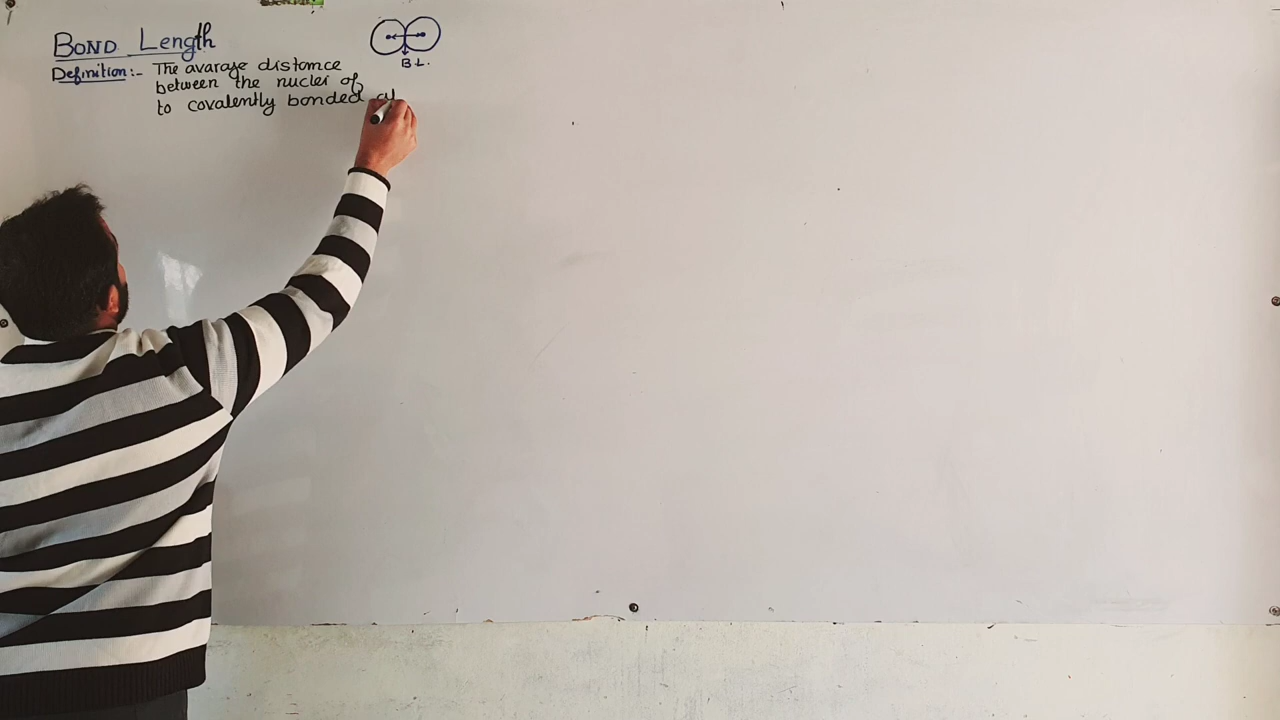 BOND Length
B.L.
Definition:- The avarage distance
between the nuclei of
to covalently bonded